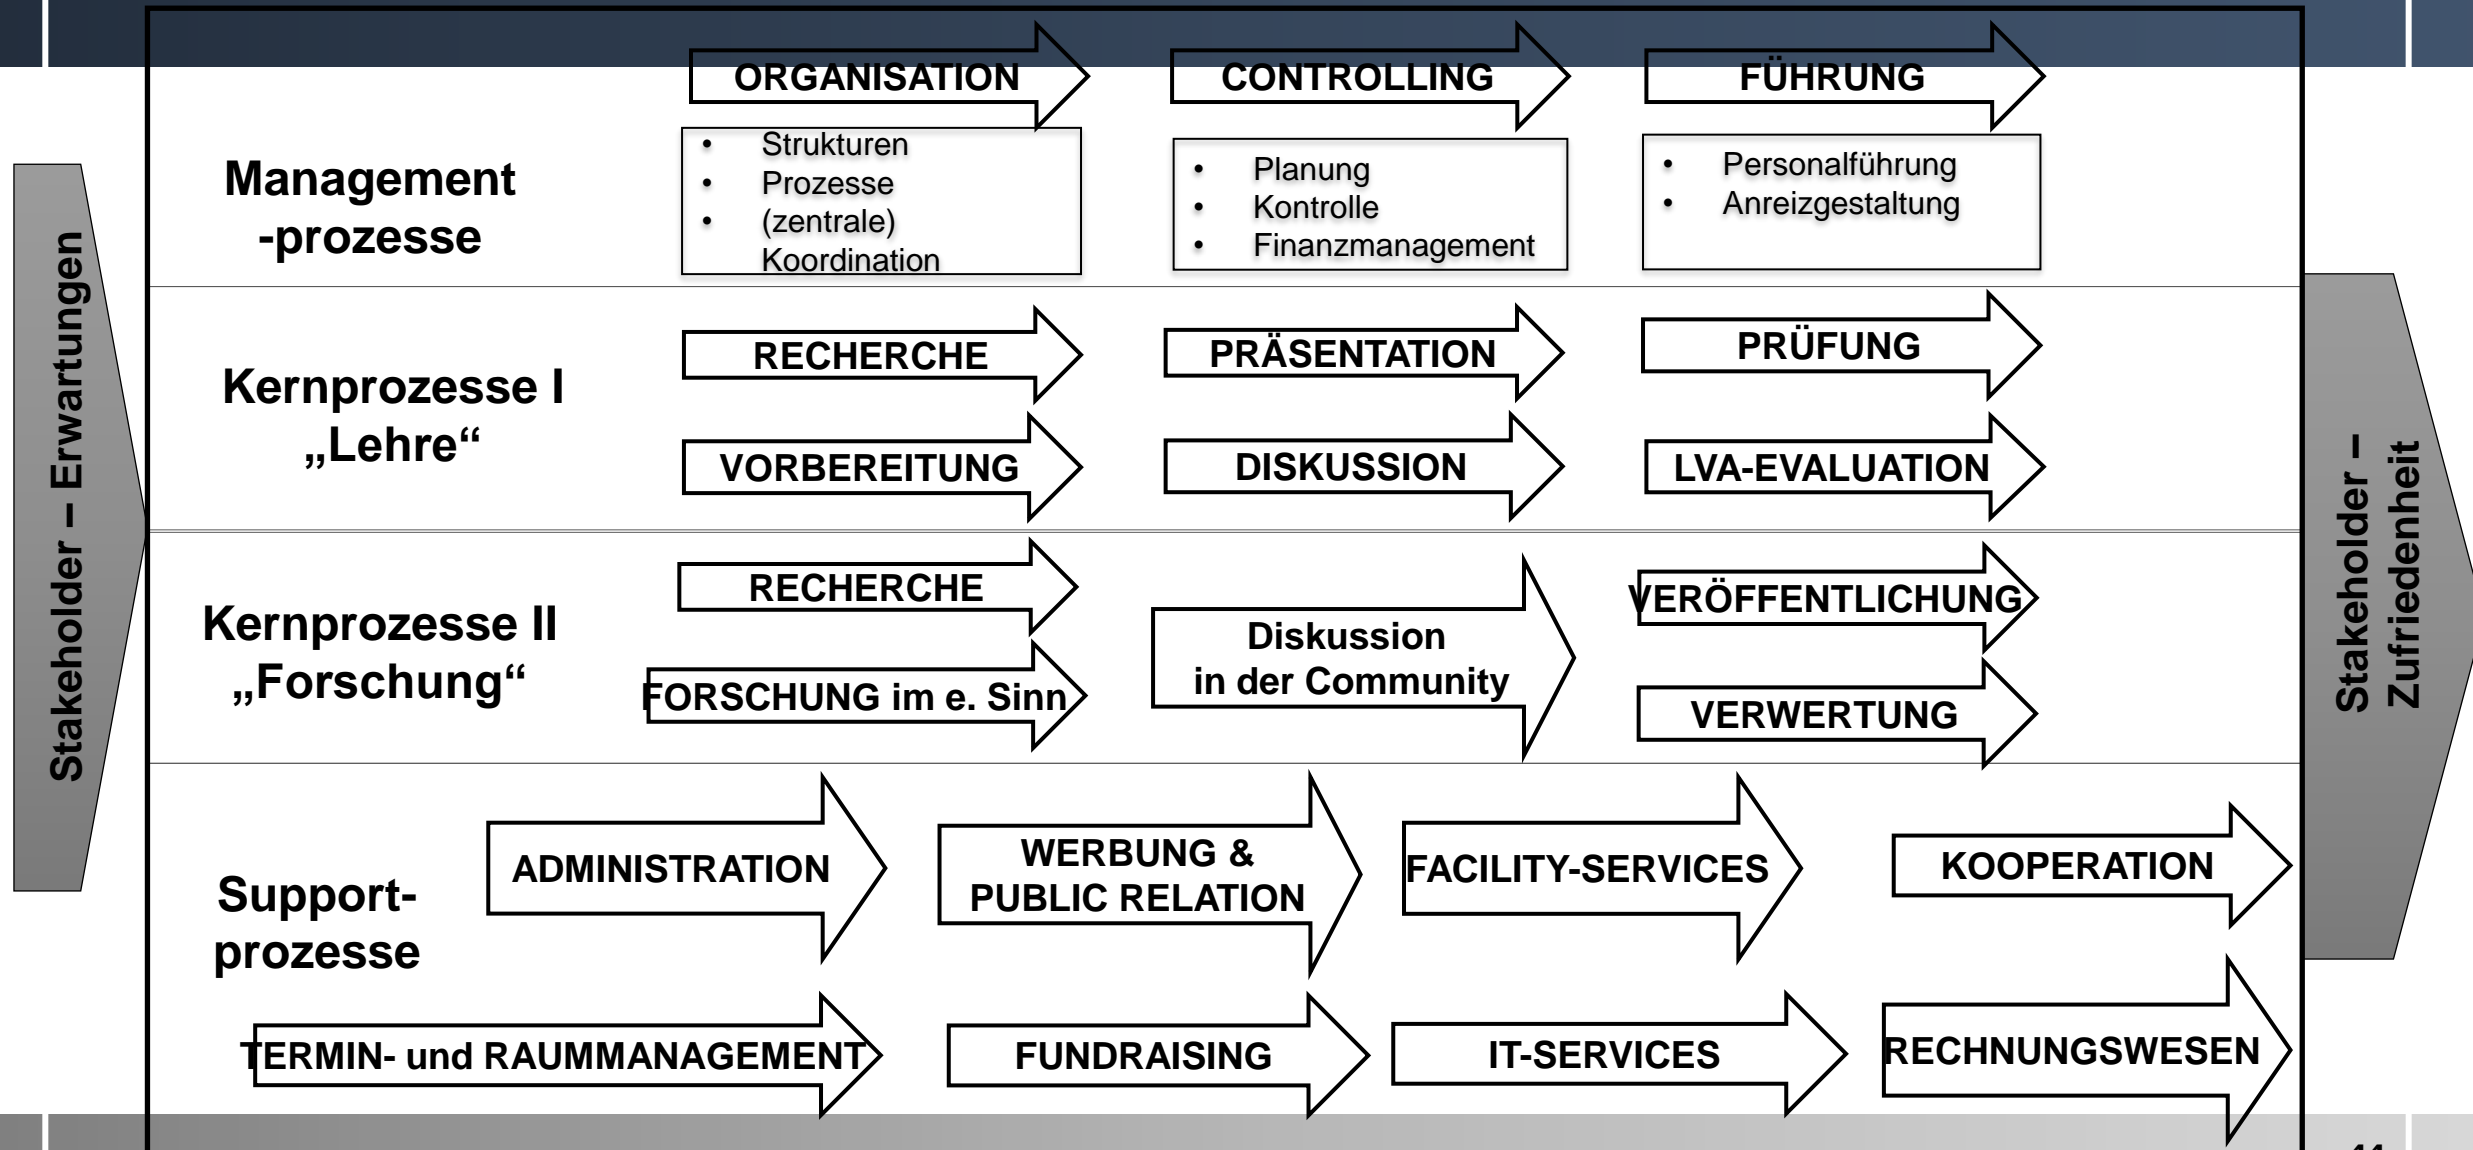 ORGANISATION
CONTROLLING
FÜHRUNG
Management
-prozesse
• Strukturen
• Prozesse
• (zentrale)
Koordination
• Planung
• Kontrolle
• Finanzmanagement
• Personalführung
• Anreizgestaltung
Stakeholder – Erwartungen
Kernprozesse I
„Lehre“
RECHERCHE
PRÄSENTATION
PRÜFUNG
VORBEREITUNG
DISKUSSION
LVA-EVALUATION
Kernprozesse II
„Forschung“
RECHERCHE
FORSCHUNG im e. Sinn
Diskussion
in der Community
VERÖFFENTLICHUNG
VERWERTUNG
Stakeholder –
Zufriedenheit
Support-
prozesse
ADMINISTRATION
WERBUNG &
PUBLIC RELATION
FACILITY-SERVICES
KOOPERATION
TERMIN- und RAUMMANAGEMENT
FUNDRAISING
IT-SERVICES
RECHNUNGSWESEN